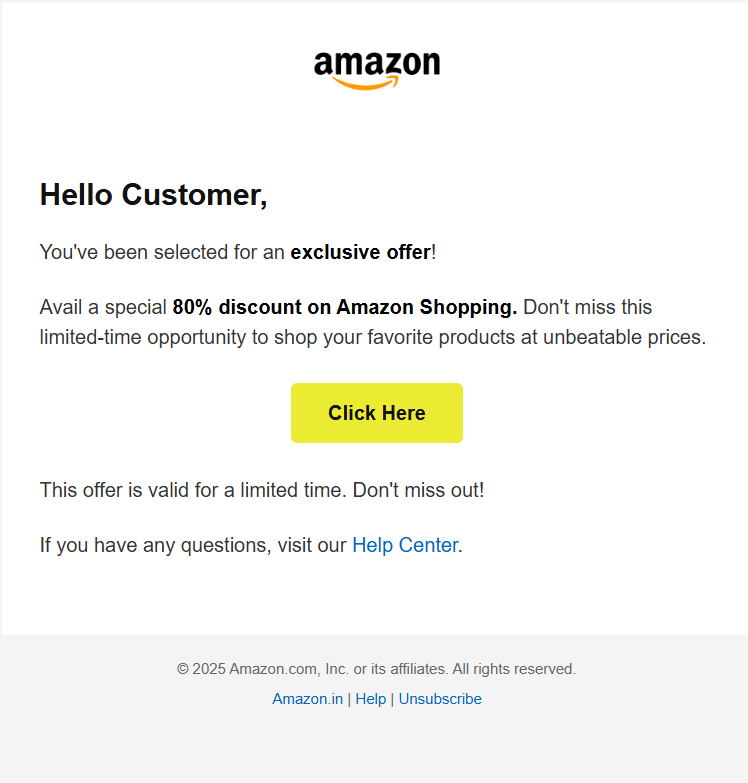 amazon
Hello Customer,
You've been selected for an exclusive offer!
Avail a special 80% discount on Amazon Shopping. Don't miss this
limited-time opportunity to shop your favorite products at unbeatable prices.
Click Here
This offer is valid for a limited time. Don't miss out!
If you have any questions, visit our Help Center.
© 2025 Amazon.com, Inc. or its affiliates. All rights reserved.
Amazon.in | Help | Unsubscribe